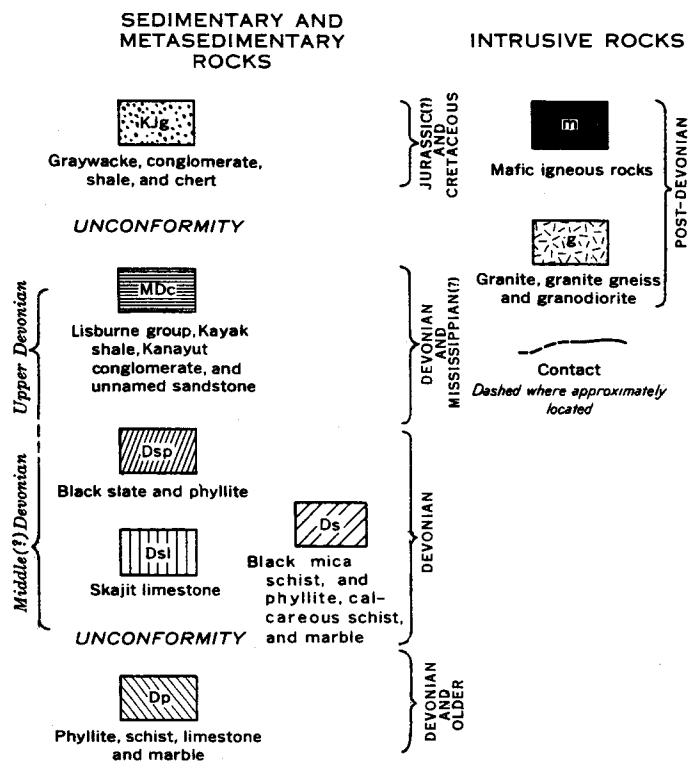 SEDIMENTARY AND
METASEDIMENTARY
ROCKS
KJg
Graywacke, conglomerate,
shale, and chert
JURASSIC(?)
AND
CRETACEOUS
UNCONFORMITY
MDc
Lisburne group, Kayak
shale, Kanayut
conglomerate, and
unnamed sandstone
Upper Devonian
DEVONIAN
AND
MISSISSIPPIAN(?)
Dsp
Black slate and phyllite
Dsl
Skajit limestone
Middle(?) Devonian
Ds
Black mica
schist, and
phyllite, cal-
careous schist,
and marble
DEVONIAN
UNCONFORMITY
Dp
Phyllite, schist, limestone
and marble
DEVONIAN
AND
OLDER
INTRUSIVE ROCKS
m
Mafic igneous rocks
g
Granite, granite gneiss
and granodiorite
POST-DEVONIAN
Contact
Dashed where approximately
located